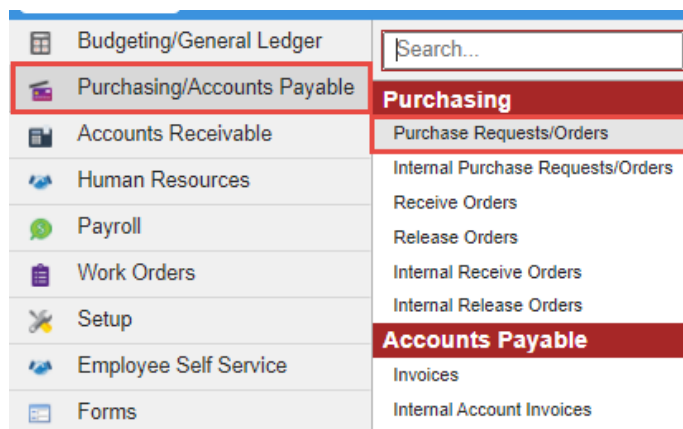 Budgeting/General Ledger
Purchasing/Accounts Payable
Accounts Receivable
Human Resources
Payroll
Work Orders
Setup
Employee Self Service
Forms
Search...
Purchasing
Purchase Requests/Orders
Internal Purchase Requests/Orders
Receive Orders
Release Orders
Internal Receive Orders
Internal Release Orders
Accounts Payable
Invoices
Internal Account Invoices